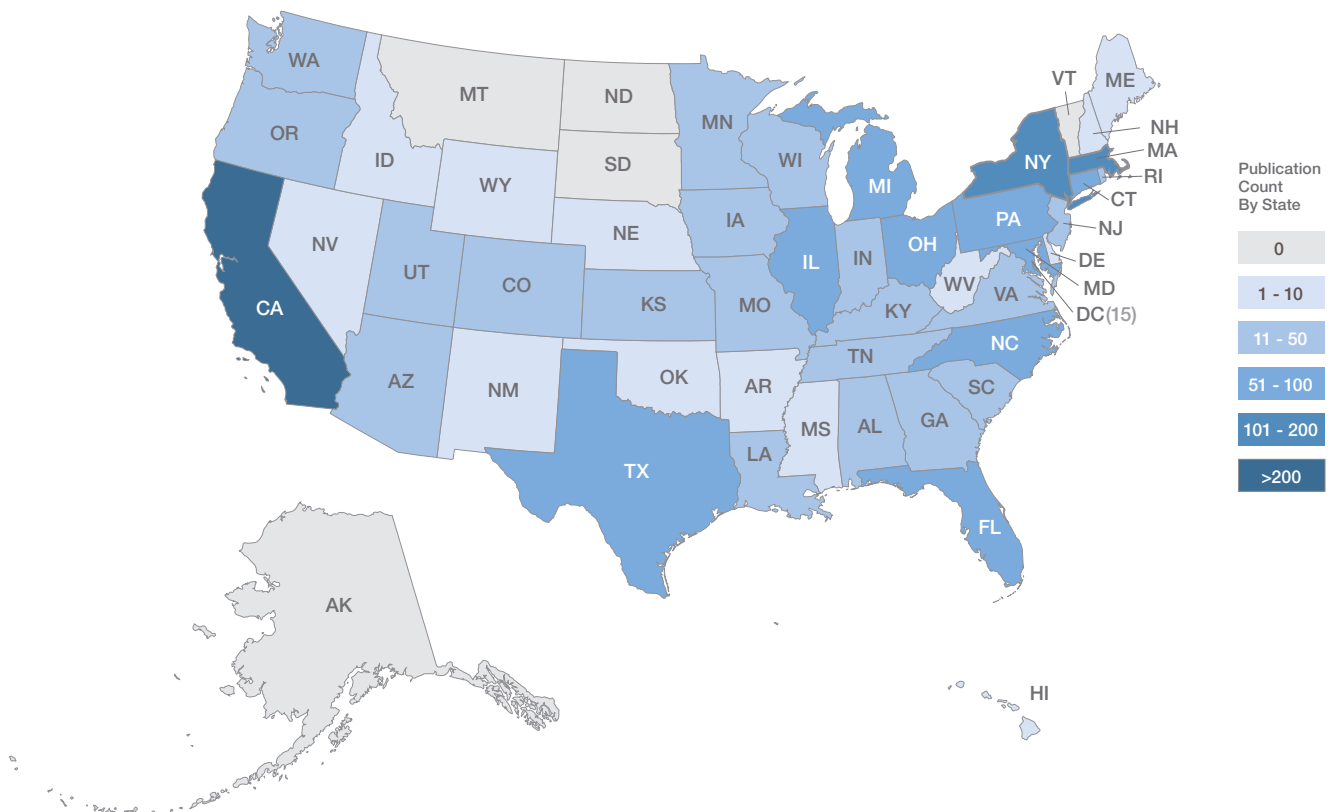 WA
MT
ND
MN
VT
ME
OR
ID
SD
WI
MI
NY
NH
MA
RI
CT
WY
IA
NE
PA
NJ
NV
UT
CO
IL
IN
OH
DE
MD
DC(15)
CA
KS
MO
WV
VA
KY
AZ
NM
OK
AR
TN
NC
SC
MS
AL
GA
LA
TX
FL
AK
HI
Publication
Count
By State
0
1 - 10
11 - 50
51 - 100
101 - 200
>200